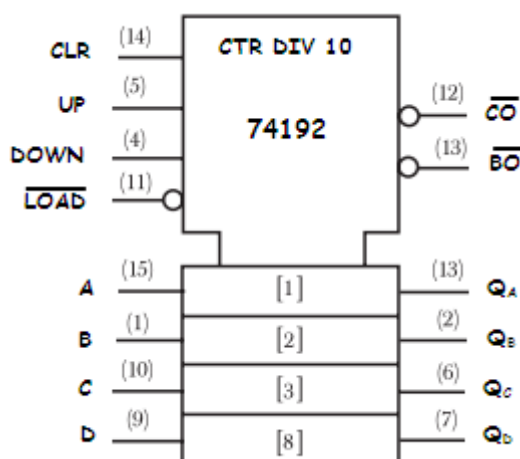 CTR DIV 10
74192
CLR (14)
UP (5)
DOWN (4)
LOAD (11)
(12) CO
(13) BO
A (15) [1] (13) QA
B (1) [2] (2) QB
C (10) [3] (6) QC
D (9) [8] (7) QD